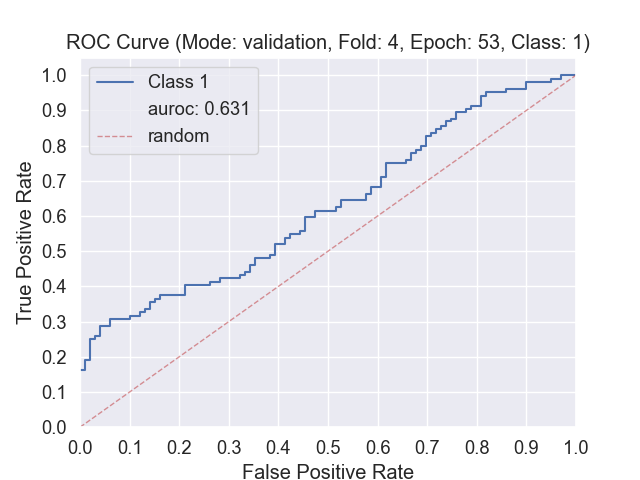 ROC Curve (Mode: validation, Fold: 4, Epoch: 53, Class: 1)
Class 1
auroc: 0.631
random
1.0
0.9
0.8
0.7
0.6
0.5
0.4
0.3
0.2
0.1
0.0
True Positive Rate
0.0 0.1 0.2 0.3 0.4 0.5 0.6 0.7 0.8 0.9 1.0
False Positive Rate